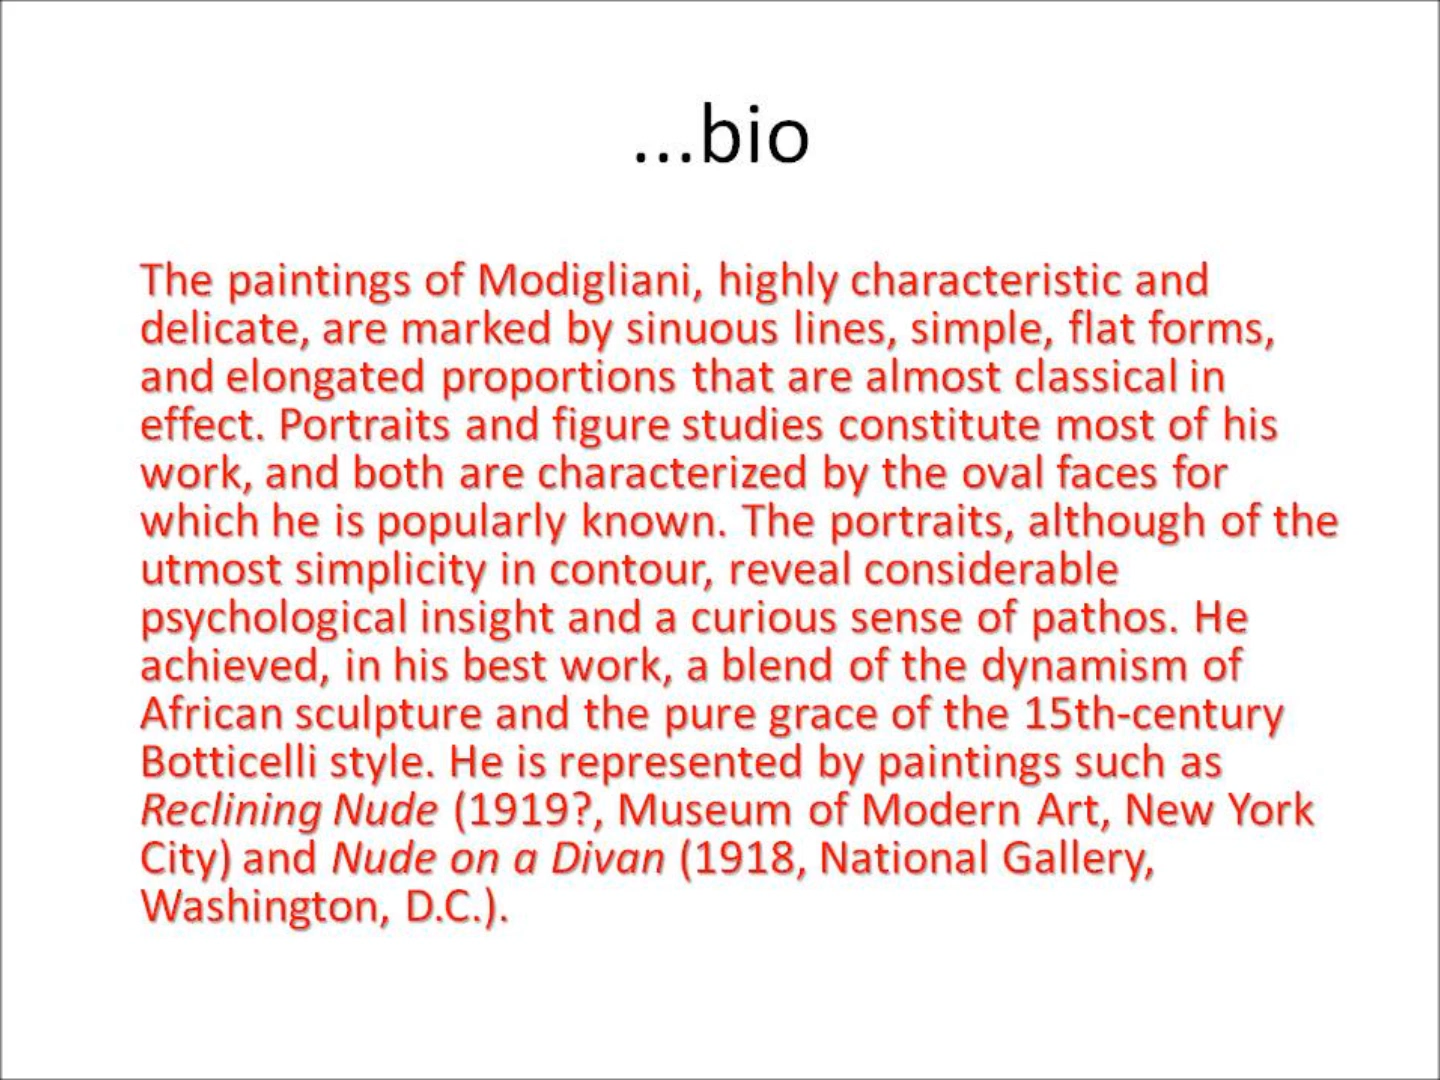 ...bio
The paintings of Modigliani, highly characteristic and
delicate, are marked by sinuous lines, simple, flat forms,
and elongated proportions that are almost classical in
effect. Portraits and figure studies constitute most of his
work, and both are characterized by the oval faces for
which he is popularly known. The portraits, although of the
utmost simplicity in contour, reveal considerable
psychological insight and a curious sense of pathos. He
achieved, in his best work, a blend of the dynamism of
African sculpture and the pure grace of the 15th-century
Botticelli style. He is represented by paintings such as
Reclining Nude (1919?, Museum of Modern Art, New York
City) and Nude on a Divan (1918, National Gallery,
Washington, D.C.).